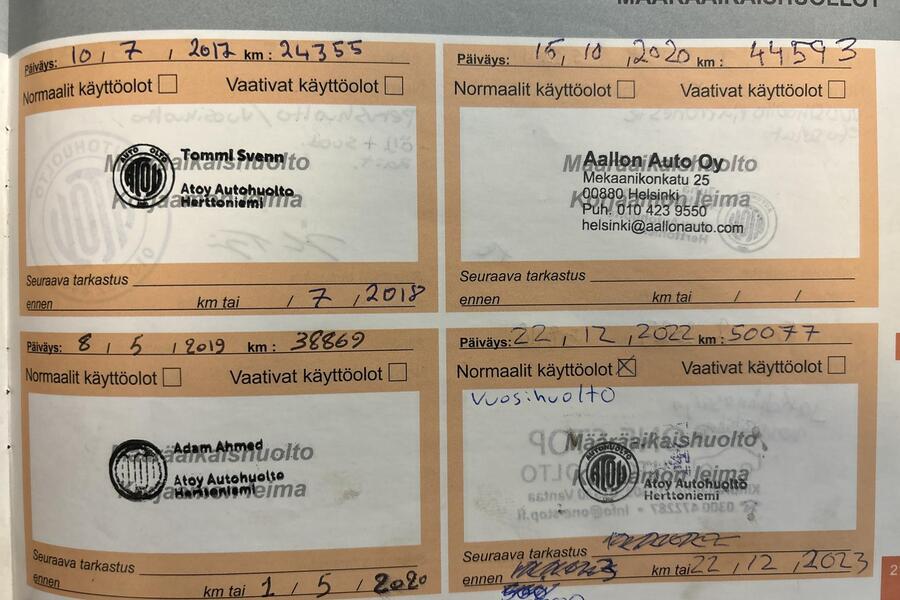 MÄÄRÄAIKAISHUOLLOT
Päiväys: 10 / 7 / 2017 km: 24355
Normaalit käyttöolot Vaativat käyttöolot
Määräaikaishuolto
Korjaamon leima
AUTOHUOLTO
ATOY
Tommi Svenn
Atoy Autohuolto
Herttoniemi
Seuraava tarkastus
ennen km tai / 7 / 2018
Päiväys: 15 / 10 / 2020 km: 44593
Normaalit käyttöolot Vaativat käyttöolot
Määräaikaishuolto
Korjaamon leima
Aallon Auto Oy
Mekaanikonkatu 25
00880 Helsinki
Puh. 010 423 9550
helsinki@aallonauto.com
Seuraava tarkastus
ennen km tai / /
Päiväys: 8 / 5 / 2019 km: 38869
Normaalit käyttöolot Vaativat käyttöolot
Määräaikaishuolto
Korjaamon leima
Adam Ahmed
Atoy Autohuolto
Herttoniemi
Seuraava tarkastus
ennen km tai 1 / 5 / 2020
Päiväys: 22 / 12 / 2022 km: 50077
Normaalit käyttöolot Vaativat käyttöolot
Vuosihuolto
Määräaikaishuolto
Korjaamon leima
AUTOHUOLTO
ATOY
Atoy Autohuolto
Herttoniemi
Seuraava tarkastus
ennen km tai 22 / 12 / 2023